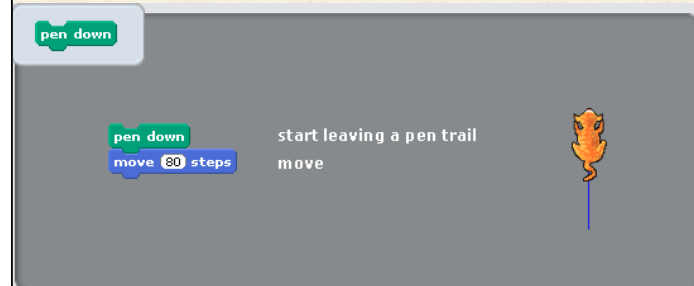 pen down
pen down start leaving a pen trail
move 80 steps move